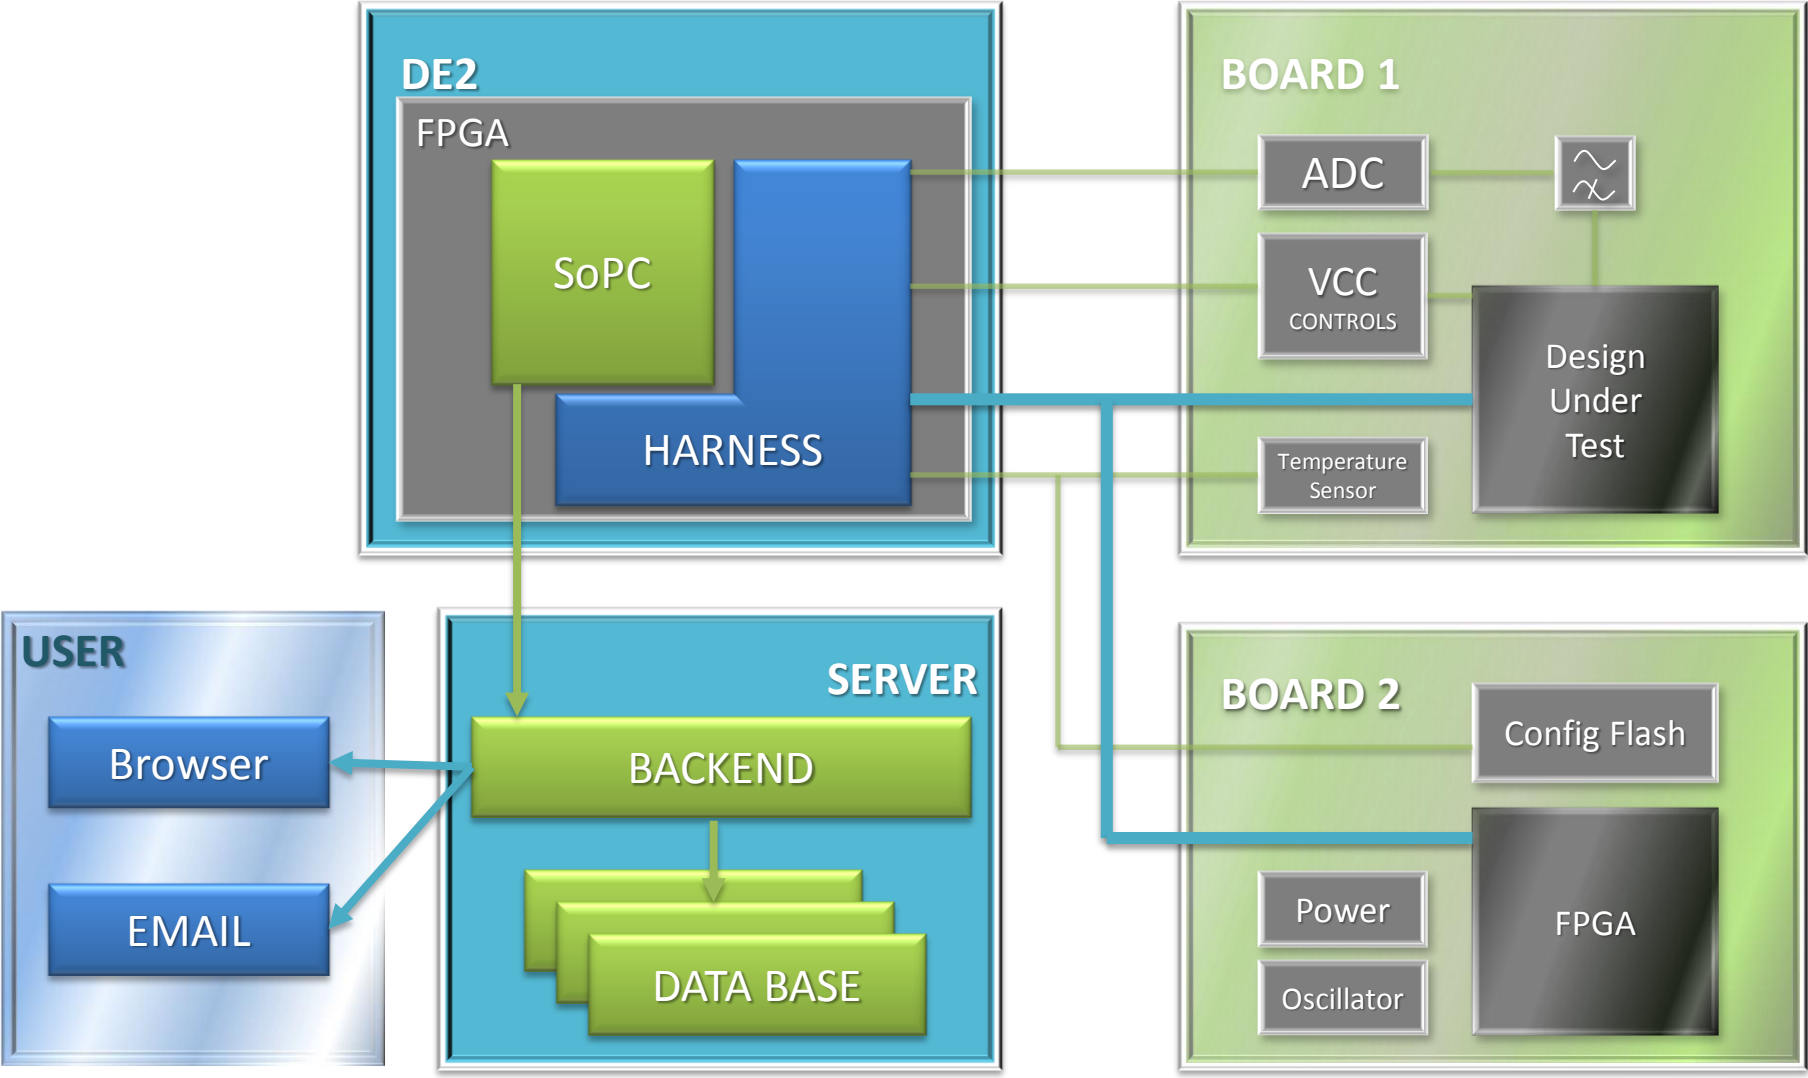 DE2
FPGA
SoPC
HARNESS
BOARD 1
ADC
VCC
CONTROLS
Design
Under
Test
Temperature
Sensor
USER
Browser
EMAIL
SERVER
BACKEND
DATA BASE
BOARD 2
Config Flash
Power
Oscillator
FPGA